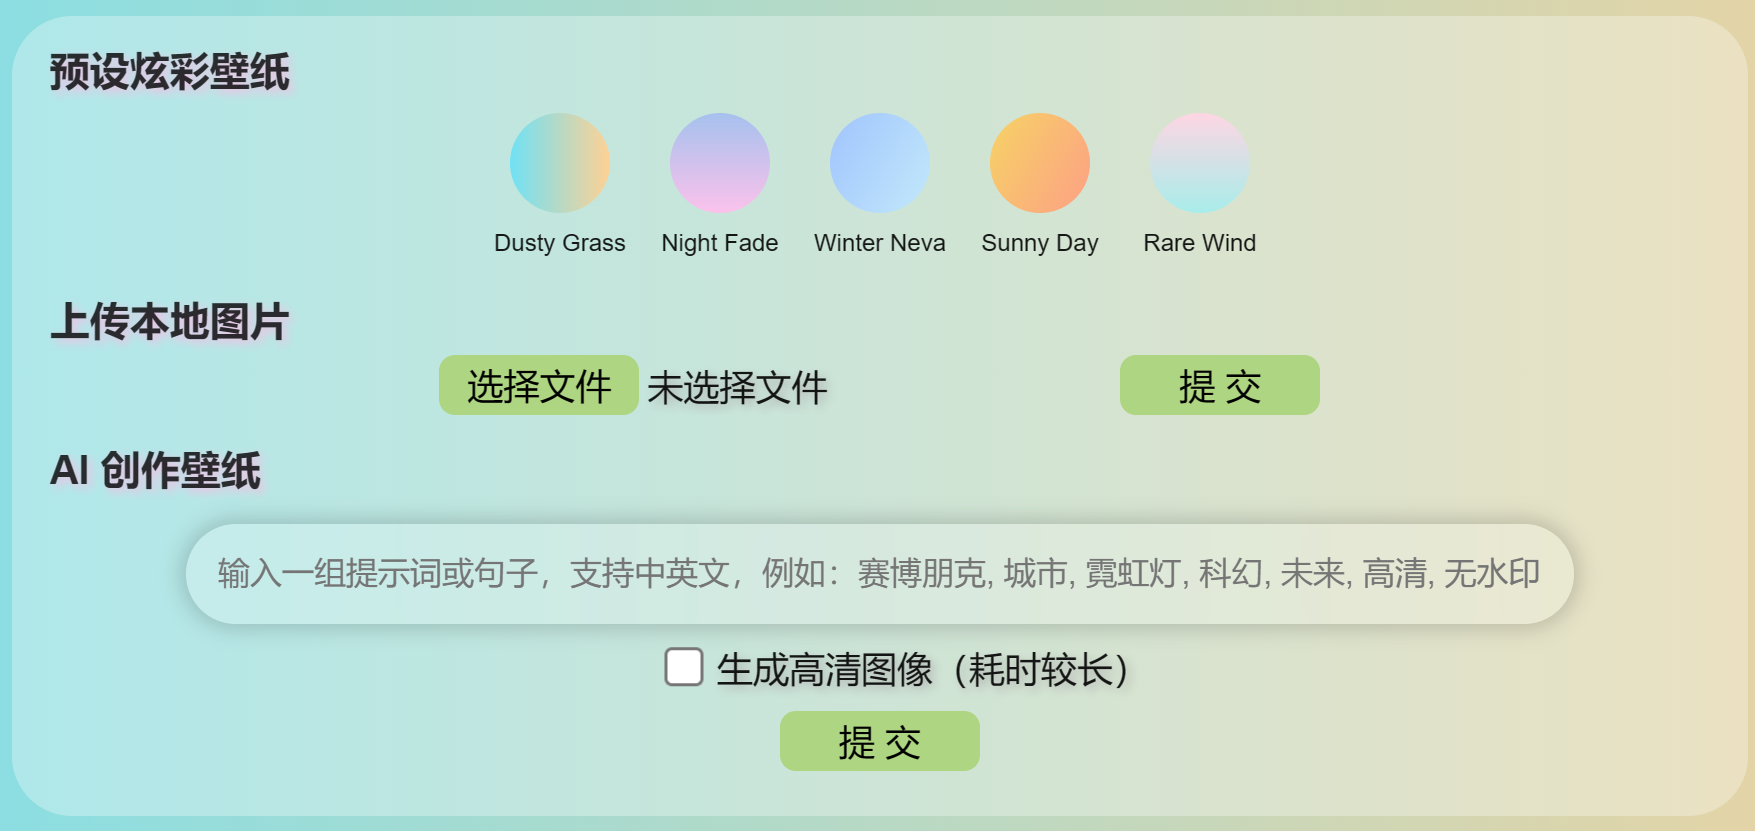 预设炫彩壁纸
Dusty Grass Night Fade Winter Neva Sunny Day Rare Wind
上传本地图片
选择文件 未选择文件 提 交
AI 创作壁纸
输入一组提示词或句子，支持中英文，例如：赛博朋克, 城市, 霓虹灯, 科幻, 未来, 高清, 无水印
生成高清图像（耗时较长）
提 交